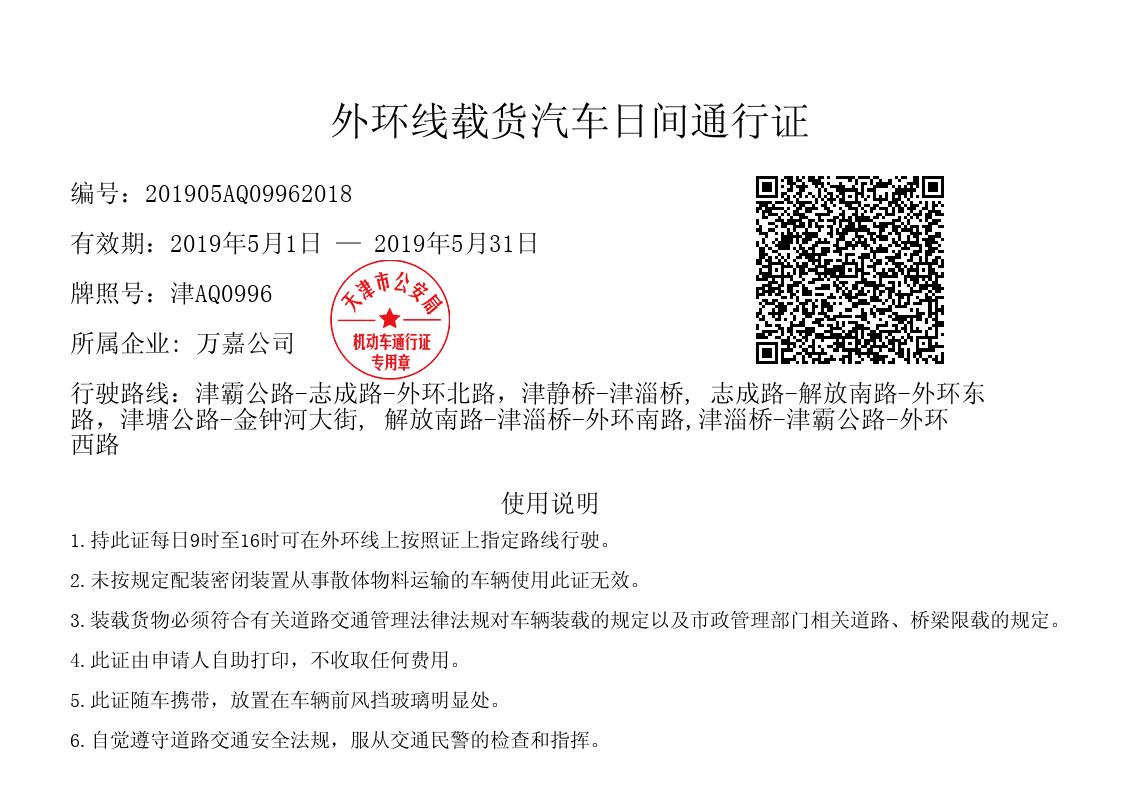 外环线载货汽车日间通行证
编号：201905AQ09962018
有效期：2019年5月1日 — 2019年5月31日
牌照号：津AQ0996
所属企业: 万嘉公司
天津市公安局
机动车通行证
专用章
行驶路线：津霸公路-志成路-外环北路，津静桥-津淄桥, 志成路-解放南路-外环东
路，津塘公路-金钟河大街, 解放南路-津淄桥-外环南路,津淄桥-津霸公路-外环
西路
使用说明
1.持此证每日9时至16时可在外环线上按照证上指定路线行驶。
2.未按规定配装密闭装置从事散体物料运输的车辆使用此证无效。
3.装载货物必须符合有关道路交通管理法律法规对车辆装载的规定以及市政管理部门相关道路、桥梁限载的规定。
4.此证由申请人自助打印，不收取任何费用。
5.此证随车携带，放置在车辆前风挡玻璃明显处。
6.自觉遵守道路交通安全法规，服从交通民警的检查和指挥。